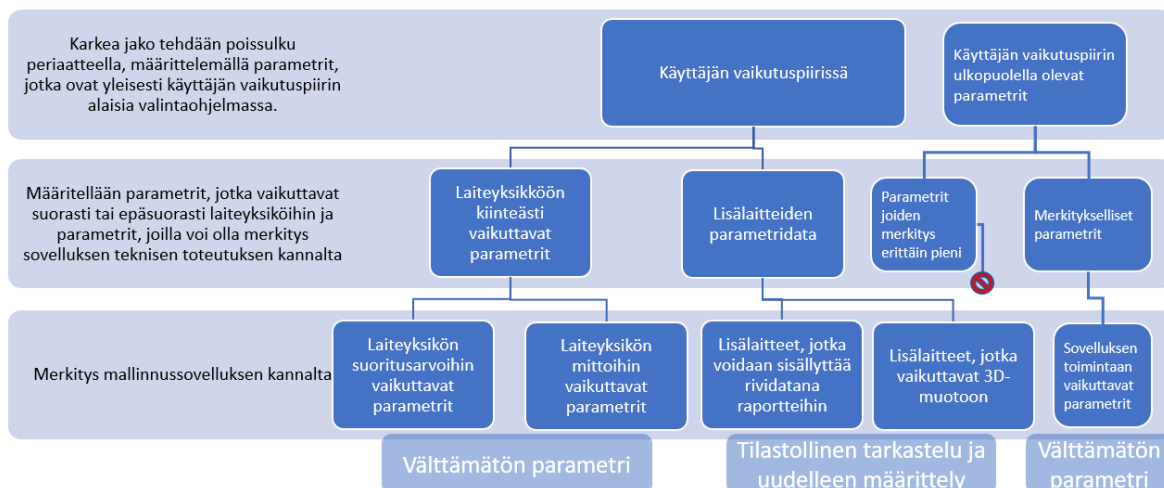 Karkea jako tehdään poissulku
periaatteella, määrittelemällä parametrit,
jotka ovat yleisesti käyttäjän vaikutuspiirin
alaisia valintaohjelmassa.
Käyttäjän vaikutuspiirissä
Käyttäjän vaikutuspiirin
ulkopuolella olevat
parametrit
Määritellään parametrit, jotka vaikuttavat
suorasti tai epäsuorasti laiteyksiköihin ja
parametrit, joilla voi olla merkitys
sovelluksen teknisen toteutuksen kannalta
Laiteyksikköön
kiinteästi
vaikuttavat
parametrit
Lisälaitteiden
parametridata
Parametrit
joiden
merkitys
erittäin pieni
Merkitykselliset
parametrit
Merkitys mallinnussovelluksen kannalta
Laiteyksikön
suoritusarvoihin
vaikuttavat
parametrit
Laiteyksikön
mittoihin
vaikuttavat
parametrit
Lisälaitteet, jotka
voidaan sisällyttää
rividatana
raportteihin
Lisälaitteet, jotka
vaikuttavat 3D-
muotoon
Sovelluksen
toimintaan
vaikuttavat
parametrit
Välttämätön parametri
Tilastollinen tarkastelu ja
uudelleen määrittely
Välttämätön
parametri